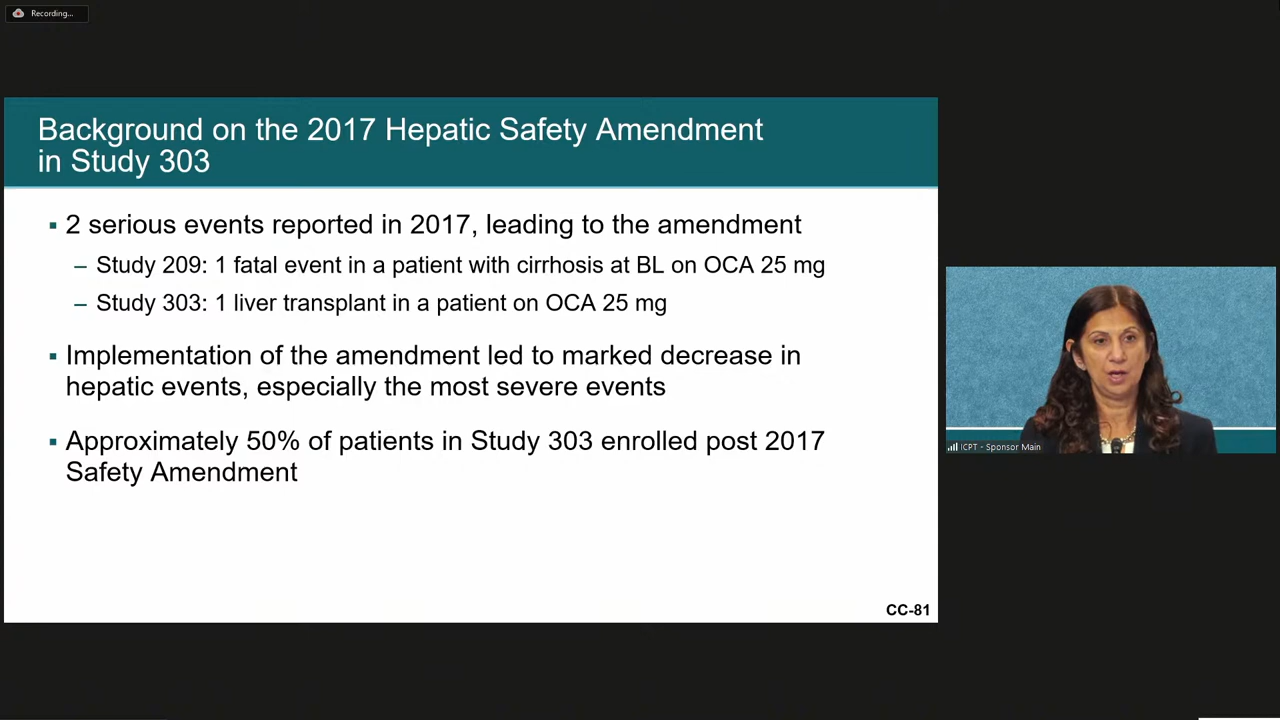 Recording...
Background on the 2017 Hepatic Safety Amendment
in Study 303
▪ 2 serious events reported in 2017, leading to the amendment
– Study 209: 1 fatal event in a patient with cirrhosis at BL on OCA 25 mg
– Study 303: 1 liver transplant in a patient on OCA 25 mg
▪ Implementation of the amendment led to marked decrease in
hepatic events, especially the most severe events
▪ Approximately 50% of patients in Study 303 enrolled post 2017
Safety Amendment
CC-81
ICPT - Sponsor Main